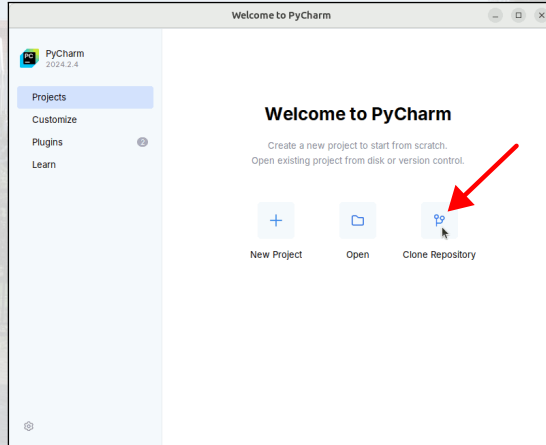 Welcome to PyCharm
PC
PyCharm
2024.2.4
Projects
Customize
Plugins
2
Learn
Welcome to PyCharm
Create a new project to start from scratch.
Open existing project from disk or version control.
New Project
Open
Clone Repository